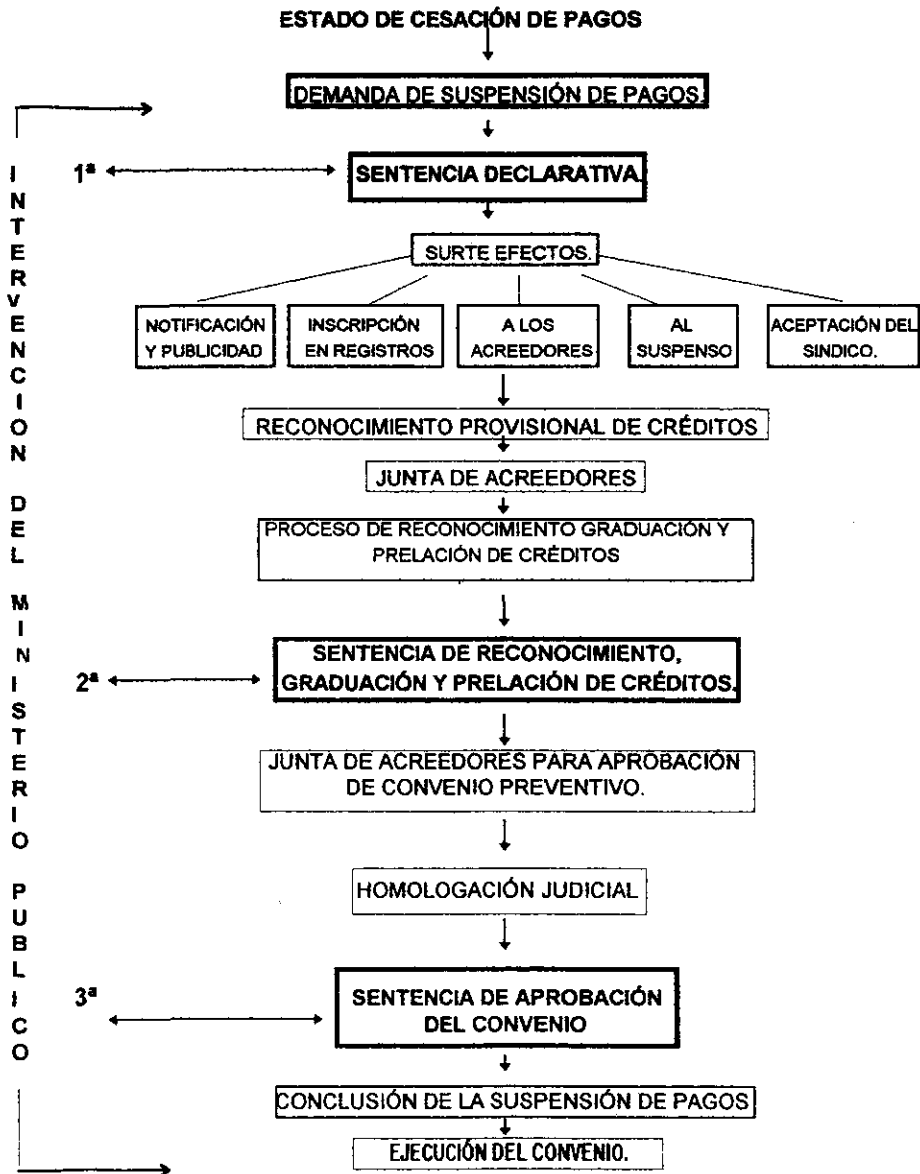 ESTADO DE CESACIÓN DE PAGOS
DEMANDA DE SUSPENSIÓN DE PAGOS
1ª
SENTENCIA DECLARATIVA.
SURTE EFECTOS.
NOTIFICACIÓN
Y PUBLICIDAD
INSCRIPCIÓN
EN REGISTROS
A LOS
ACREEDORES
AL
SUSPENSO
ACEPTACIÓN DEL
SINDICO.
RECONOCIMIENTO PROVISIONAL DE CRÉDITOS
JUNTA DE ACREEDORES
PROCESO DE RECONOCIMIENTO GRADUACIÓN Y
PRELACIÓN DE CRÉDITOS
2ª
SENTENCIA DE RECONOCIMIENTO,
GRADUACIÓN Y PRELACIÓN DE CRÉDITOS.
JUNTA DE ACREEDORES PARA APROBACIÓN
DE CONVENIO PREVENTIVO.
HOMOLOGACIÓN JUDICIAL
3ª
SENTENCIA DE APROBACIÓN
DEL CONVENIO
CONCLUSIÓN DE LA SUSPENSIÓN DE PAGOS
EJECUCIÓN DEL CONVENIO.
INTERVENCION DEL MINISTERIO PUBLICO